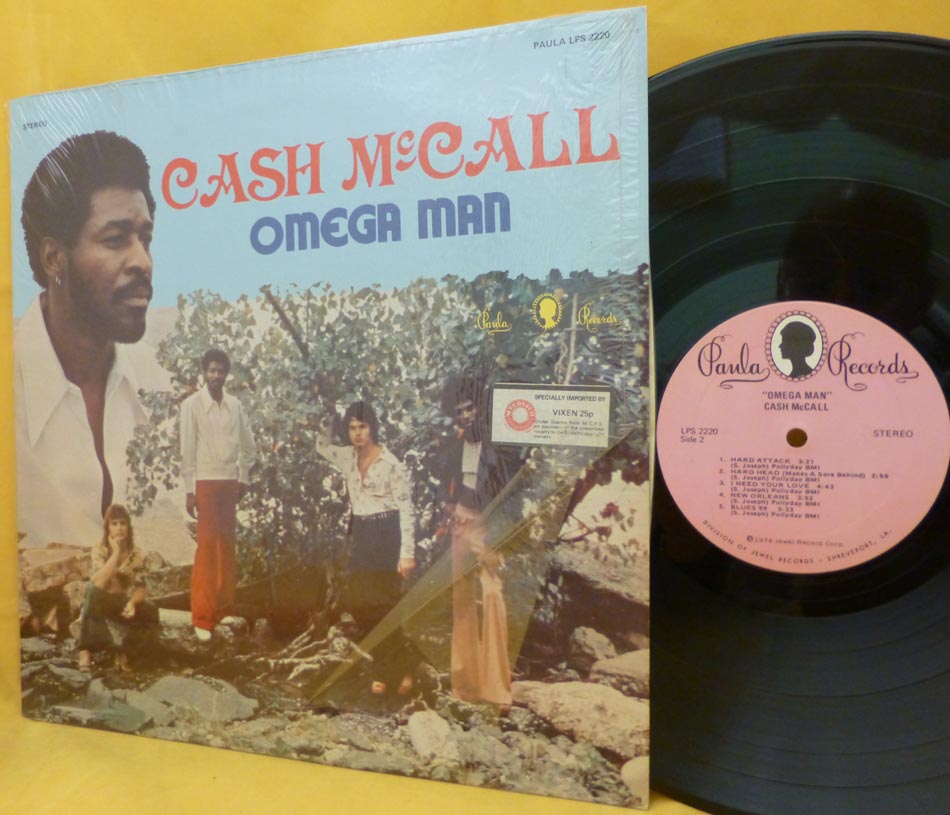 PAULA LPS 2220
STEREO
CASH McCALL
OMEGA MAN
Paula Records
SPECIALLY IMPORTED BY
VIXEN 25p
Paula Records
"OMEGA MAN"
CASH McCALL
LPS 2220
Side 2
STEREO
1. HARD ATTACK 3:21
(S. Joseph) Pollyday BMI
2. HARD HEAD (Makes A Sore Behind) 2:50
(S. Joseph) Pollyday BMI
3. I NEED YOUR LOVE 4:43
(S. Joseph) Pollyday BMI
4. NEW ORLEANS 3:52
(S. Joseph) Pollyday BMI
5. BLUES 99 3:33
(S. Joseph) Pollyday BMI
©1974 Jewel Record Corp.
DIVISION OF JEWEL RECORDS - SHREVEPORT, LA.